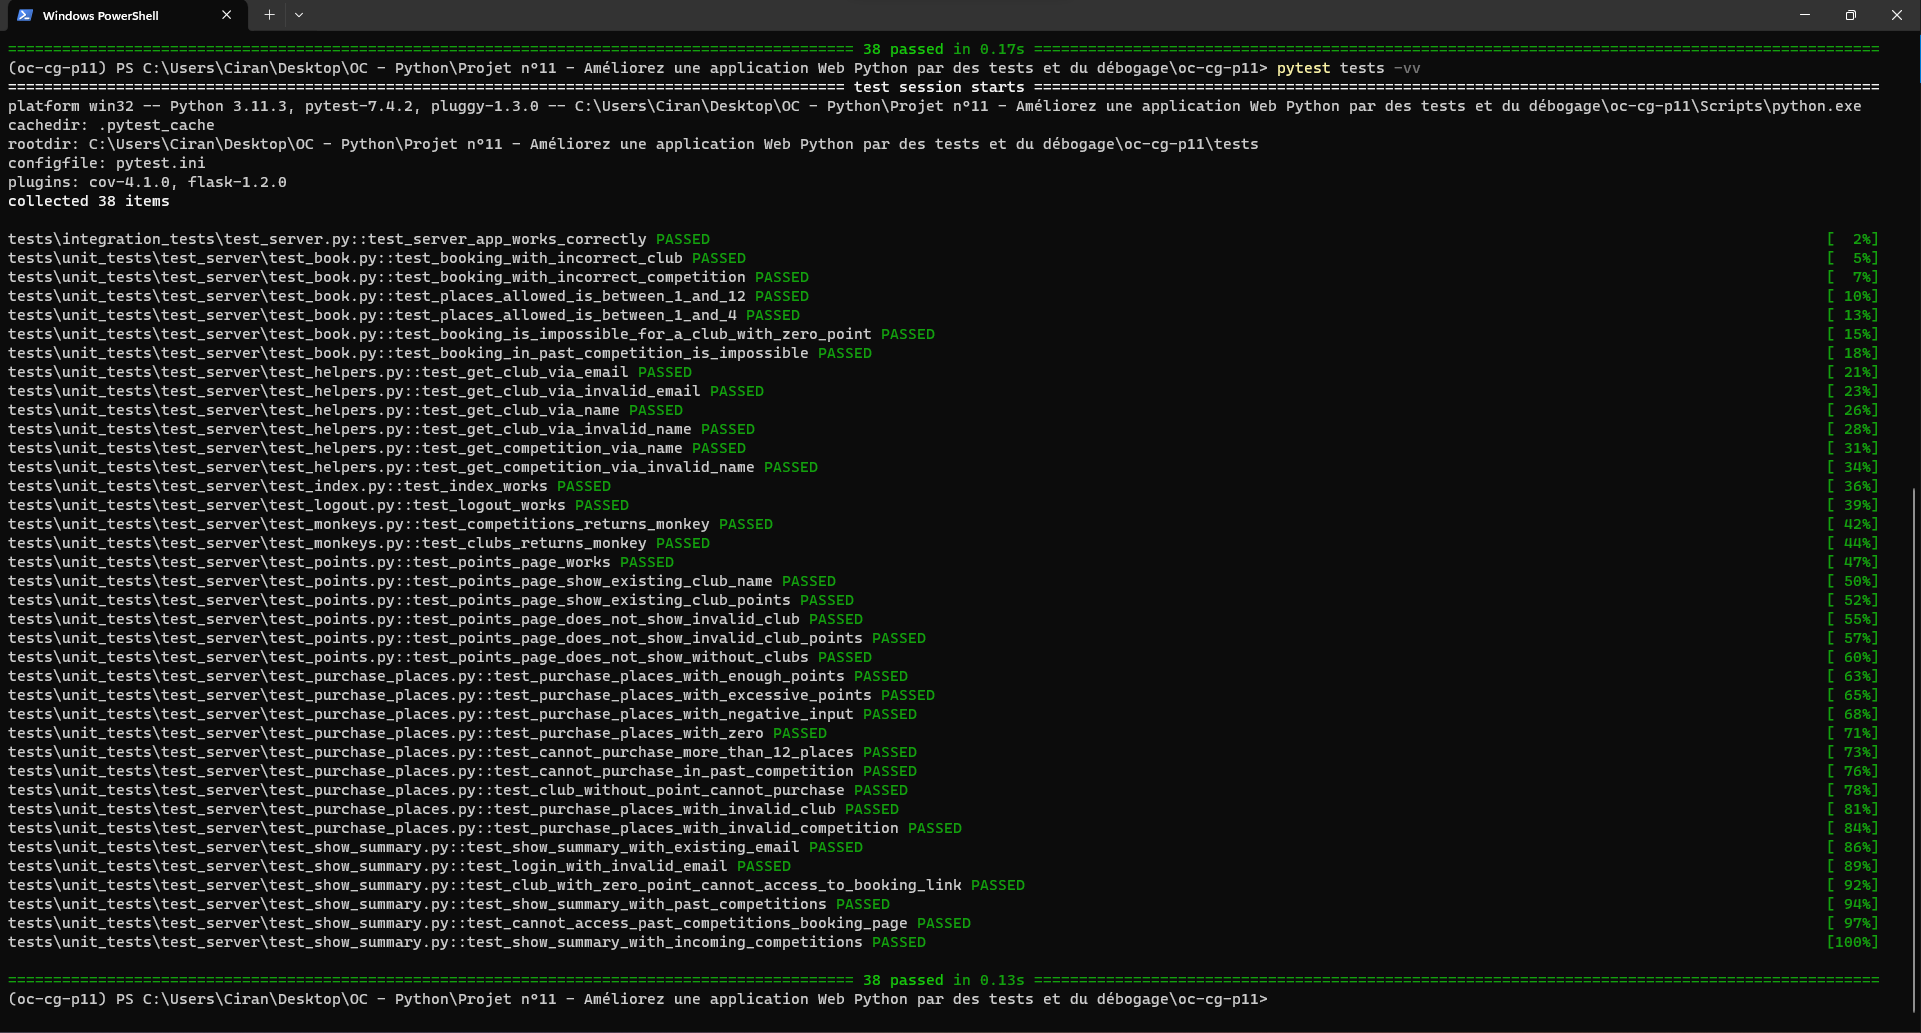 Windows PowerShell
============================================================================================== 38 passed in 0.17s ==============================================================================================
(oc-cg-p11) PS C:\Users\Ciran\Desktop\OC - Python\Projet n°11 - Améliorez une application Web Python par des tests et du débogage\oc-cg-p11> pytest tests -vv
============================================================================================= test session starts ==============================================================================================
platform win32 -- Python 3.11.3, pytest-7.4.2, pluggy-1.3.0 -- C:\Users\Ciran\Desktop\OC - Python\Projet n°11 - Améliorez une application Web Python par des tests et du débogage\oc-cg-p11\Scripts\python.exe
cachedir: .pytest_cache
rootdir: C:\Users\Ciran\Desktop\OC - Python\Projet n°11 - Améliorez une application Web Python par des tests et du débogage\oc-cg-p11\tests
configfile: pytest.ini
plugins: cov-4.1.0, flask-1.2.0
collected 38 items
tests\integration_tests\test_server.py::test_server_app_works_correctly PASSED [  2%]
tests\unit_tests\test_server\test_book.py::test_booking_with_incorrect_club PASSED [  5%]
tests\unit_tests\test_server\test_book.py::test_booking_with_incorrect_competition PASSED [  7%]
tests\unit_tests\test_server\test_book.py::test_places_allowed_is_between_1_and_12 PASSED [ 10%]
tests\unit_tests\test_server\test_book.py::test_places_allowed_is_between_1_and_4 PASSED [ 13%]
tests\unit_tests\test_server\test_book.py::test_booking_is_impossible_for_a_club_with_zero_point PASSED [ 15%]
tests\unit_tests\test_server\test_book.py::test_booking_in_past_competition_is_impossible PASSED [ 18%]
tests\unit_tests\test_server\test_helpers.py::test_get_club_via_email PASSED [ 21%]
tests\unit_tests\test_server\test_helpers.py::test_get_club_via_invalid_email PASSED [ 23%]
tests\unit_tests\test_server\test_helpers.py::test_get_club_via_name PASSED [ 26%]
tests\unit_tests\test_server\test_helpers.py::test_get_club_via_invalid_name PASSED [ 28%]
tests\unit_tests\test_server\test_helpers.py::test_get_competition_via_name PASSED [ 31%]
tests\unit_tests\test_server\test_helpers.py::test_get_competition_via_invalid_name PASSED [ 34%]
tests\unit_tests\test_server\test_index.py::test_index_works PASSED [ 36%]
tests\unit_tests\test_server\test_logout.py::test_logout_works PASSED [ 39%]
tests\unit_tests\test_server\test_monkeys.py::test_competitions_returns_monkey PASSED [ 42%]
tests\unit_tests\test_server\test_monkeys.py::test_clubs_returns_monkey PASSED [ 44%]
tests\unit_tests\test_server\test_points.py::test_points_page_works PASSED [ 47%]
tests\unit_tests\test_server\test_points.py::test_points_page_show_existing_club_name PASSED [ 50%]
tests\unit_tests\test_server\test_points.py::test_points_page_show_existing_club_points PASSED [ 52%]
tests\unit_tests\test_server\test_points.py::test_points_page_does_not_show_invalid_club PASSED [ 55%]
tests\unit_tests\test_server\test_points.py::test_points_page_does_not_show_invalid_club_points PASSED [ 57%]
tests\unit_tests\test_server\test_points.py::test_points_page_does_not_show_without_clubs PASSED [ 60%]
tests\unit_tests\test_server\test_purchase_places.py::test_purchase_places_with_enough_points PASSED [ 63%]
tests\unit_tests\test_server\test_purchase_places.py::test_purchase_places_with_excessive_points PASSED [ 65%]
tests\unit_tests\test_server\test_purchase_places.py::test_purchase_places_with_negative_input PASSED [ 68%]
tests\unit_tests\test_server\test_purchase_places.py::test_purchase_places_with_zero PASSED [ 71%]
tests\unit_tests\test_server\test_purchase_places.py::test_cannot_purchase_more_than_12_places PASSED [ 73%]
tests\unit_tests\test_server\test_purchase_places.py::test_cannot_purchase_in_past_competition PASSED [ 76%]
tests\unit_tests\test_server\test_purchase_places.py::test_club_without_point_cannot_purchase PASSED [ 78%]
tests\unit_tests\test_server\test_purchase_places.py::test_purchase_places_with_invalid_club PASSED [ 81%]
tests\unit_tests\test_server\test_purchase_places.py::test_purchase_places_with_invalid_competition PASSED [ 84%]
tests\unit_tests\test_server\test_show_summary.py::test_show_summary_with_existing_email PASSED [ 86%]
tests\unit_tests\test_server\test_show_summary.py::test_login_with_invalid_email PASSED [ 89%]
tests\unit_tests\test_server\test_show_summary.py::test_club_with_zero_point_cannot_access_to_booking_link PASSED [ 92%]
tests\unit_tests\test_server\test_show_summary.py::test_show_summary_with_past_competitions PASSED [ 94%]
tests\unit_tests\test_server\test_show_summary.py::test_cannot_access_past_competitions_booking_page PASSED [ 97%]
tests\unit_tests\test_server\test_show_summary.py::test_show_summary_with_incoming_competitions PASSED [100%]
============================================================================================== 38 passed in 0.13s ==============================================================================================
(oc-cg-p11) PS C:\Users\Ciran\Desktop\OC - Python\Projet n°11 - Améliorez une application Web Python par des tests et du débogage\oc-cg-p11>